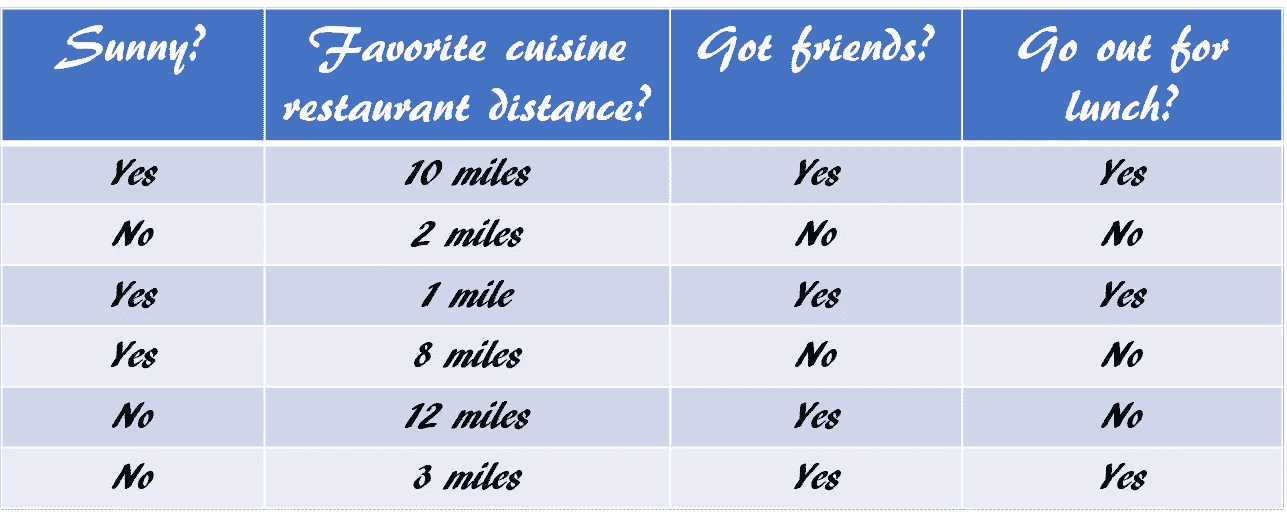 Sunny?
Favorite cuisine
restaurant distance?
Got friends?
Go out for
lunch?
Yes 10 miles Yes Yes
No 2 miles No No
Yes 1 mile Yes Yes
Yes 8 miles No No
No 12 miles Yes No
No 3 miles Yes Yes